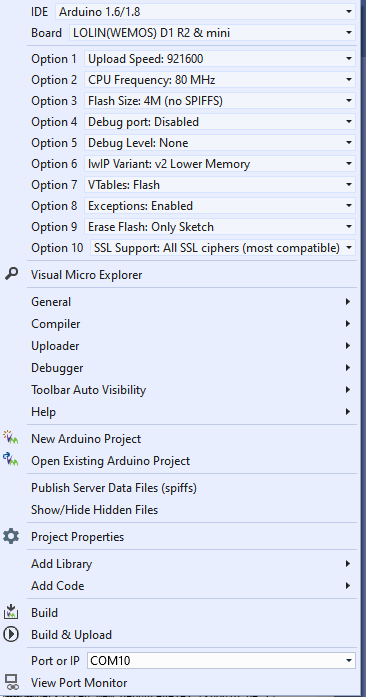 IDE Arduino 1.6/1.8
Board LOLIN(WEMOS) D1 R2 & mini
Option 1 Upload Speed: 921600
Option 2 CPU Frequency: 80 MHz
Option 3 Flash Size: 4M (no SPIFFS)
Option 4 Debug port: Disabled
Option 5 Debug Level: None
Option 6 lwIP Variant: v2 Lower Memory
Option 7 VTables: Flash
Option 8 Exceptions: Enabled
Option 9 Erase Flash: Only Sketch
Option 10 SSL Support: All SSL ciphers (most compatible)
Visual Micro Explorer
General
Compiler
Uploader
Debugger
Toolbar Auto Visibility
Help
New Arduino Project
Open Existing Arduino Project
Publish Server Data Files (spiffs)
Show/Hide Hidden Files
Project Properties
Add Library
Add Code
Build
Build & Upload
Port or IP COM10
View Port Monitor